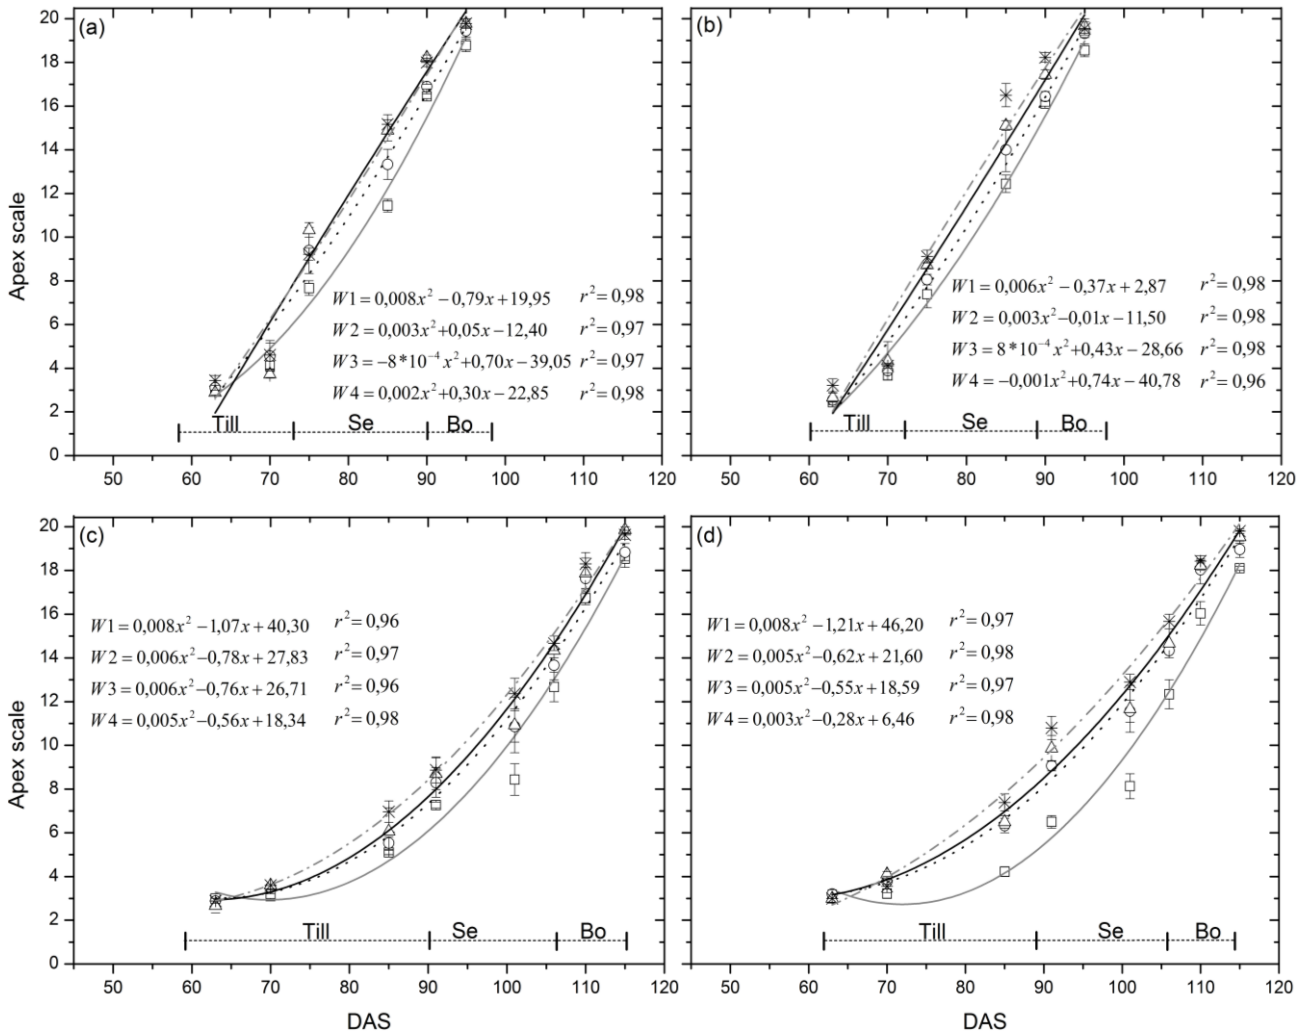 (a)
20
18
16
14
12
10
8
6
4
2
0
Apex scale
W1 = 0,008x² − 0,79x + 19,95 r² = 0,98
W2 = 0,003x² + 0,05x - 12,40 r² = 0,97
W3 = −8*10⁻⁴ x² + 0,70x − 39,05 r² = 0,97
W4 = 0,002x² + 0,30x − 22,85 r² = 0,98
Till Se Bo
50 60 70 80 90 100 110 120
(b)
W1 = 0,006x² − 0,37x + 2,87 r² = 0,98
W2 = 0,003x² − 0,01x − 11,50 r² = 0,98
W3 = 8*10⁻⁴ x² + 0,43x − 28,66 r² = 0,98
W4 = −0,001x² + 0,74x − 40,78 r² = 0,96
Till Se Bo
50 60 70 80 90 100 110 120
(c)
20
18
16
14
12
10
8
6
4
2
0
Apex scale
W1 = 0,008x² − 1,07x + 40,30 r² = 0,96
W2 = 0,006x² − 0,78x + 27,83 r² = 0,97
W3 = 0,006x² − 0,76x + 26,71 r² = 0,96
W4 = 0,005x² − 0,56x + 18,34 r² = 0,98
Till Se Bo
50 60 70 80 90 100 110 120
DAS
(d)
W1 = 0,008x² − 1,21x + 46,20 r² = 0,97
W2 = 0,005x² − 0,62x + 21,60 r² = 0,98
W3 = 0,005x² − 0,55x + 18,59 r² = 0,97
W4 = 0,003x² − 0,28x + 6,46 r² = 0,98
Till Se Bo
50 60 70 80 90 100 110 120
DAS